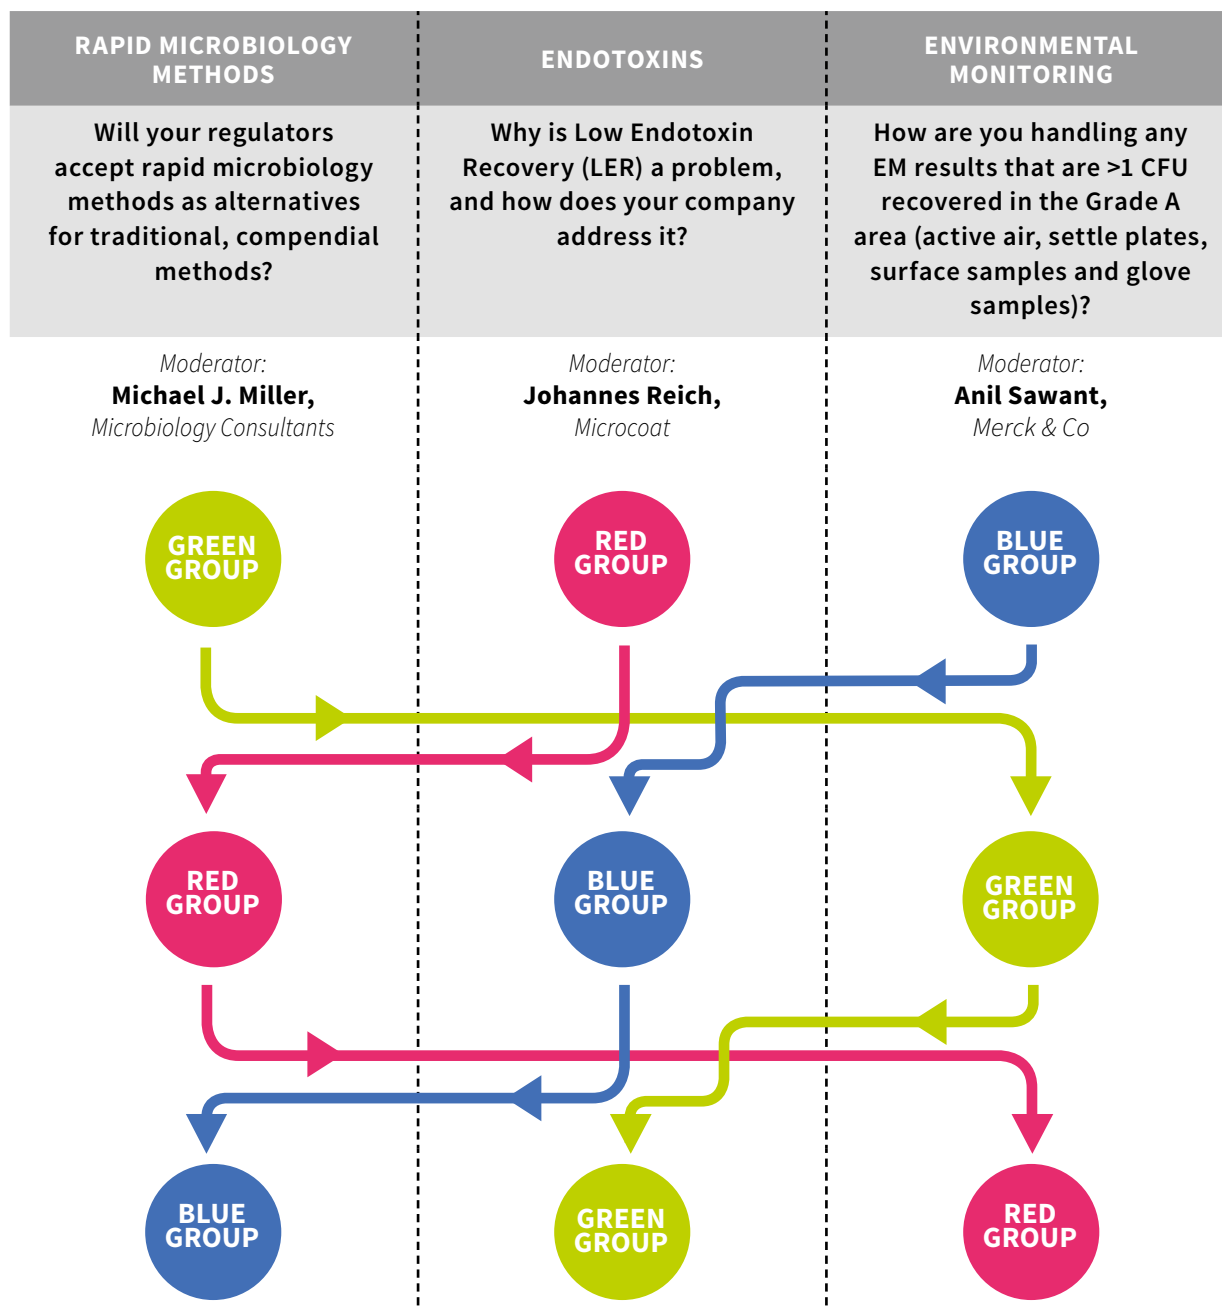 RAPID MICROBIOLOGY
METHODS
Will your regulators
accept rapid microbiology
methods as alternatives
for traditional, compendial
methods?
Moderator:
Michael J. Miller,
Microbiology Consultants
ENDOTOXINS
Why is Low Endotoxin
Recovery (LER) a problem,
and how does your company
address it?
Moderator:
Johannes Reich,
Microcoat
ENVIRONMENTAL
MONITORING
How are you handling any
EM results that are >1 CFU
recovered in the Grade A
area (active air, settle plates,
surface samples and glove
samples)?
Moderator:
Anil Sawant,
Merck & Co
GREEN
GROUP
RED
GROUP
BLUE
GROUP
RED
GROUP
BLUE
GROUP
GREEN
GROUP
BLUE
GROUP
GREEN
GROUP
RED
GROUP